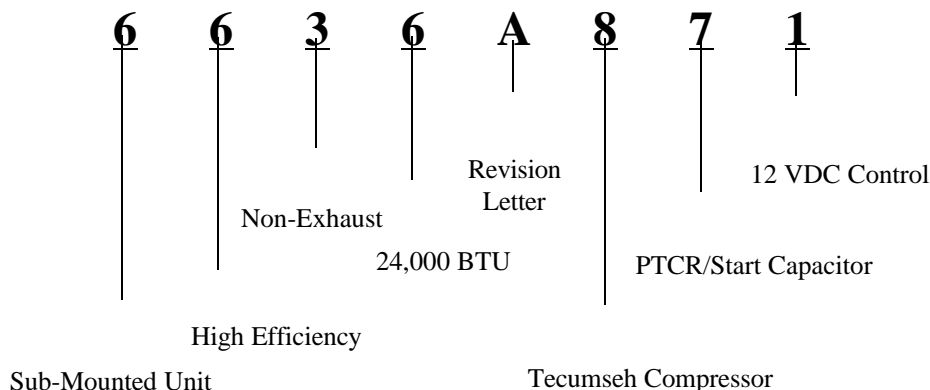 6 6 3 6 A 8 7 1
Revision
Letter
12 VDC Control
Non-Exhaust
24,000 BTU
PTCR/Start Capacitor
High Efficiency
Sub-Mounted Unit
Tecumseh Compressor